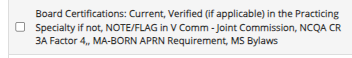 Board Certifications: Current, Verified (if applicable) in the Practicing
Specialty if not, NOTE/FLAG in V Comm - Joint Commission, NCQA CR
3A Factor 4,, MA-BORN APRN Requirement, MS Bylaws